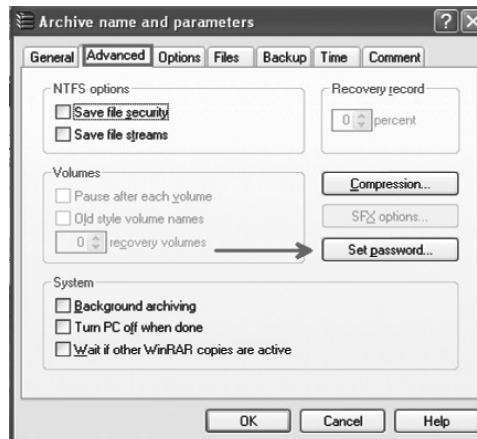 Archive name and parameters
General Advanced Options Files Backup Time Comment
NTFS options
Save file security
Save file streams
Recovery record
0 percent
Volumes
Pause after each volume
Old style volume names
0 recovery volumes
Compression...
SFX options...
Set password...
System
Background archiving
Turn PC off when done
Wait if other WinRAR copies are active
OK Cancel Help